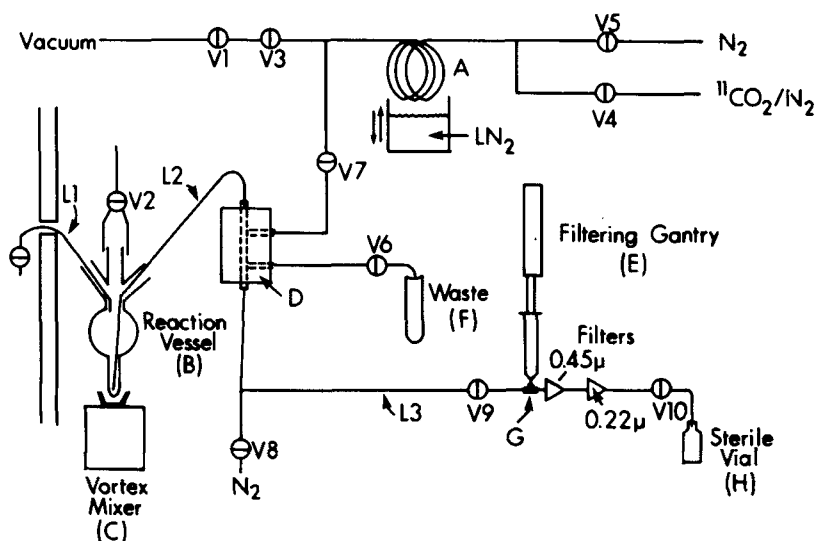 Vacuum
V1
V3
A
V5
N₂
¹¹CO₂/N₂
V4
LN₂
V7
L1
V2
L2
V6
Filtering Gantry
(E)
D
Waste
(F)
Reaction
Vessel
(B)
Filters
0.45μ
L3
V9
G
0.22μ
V10
V8
N₂
Sterile
Vial
(H)
Vortex
Mixer
(C)